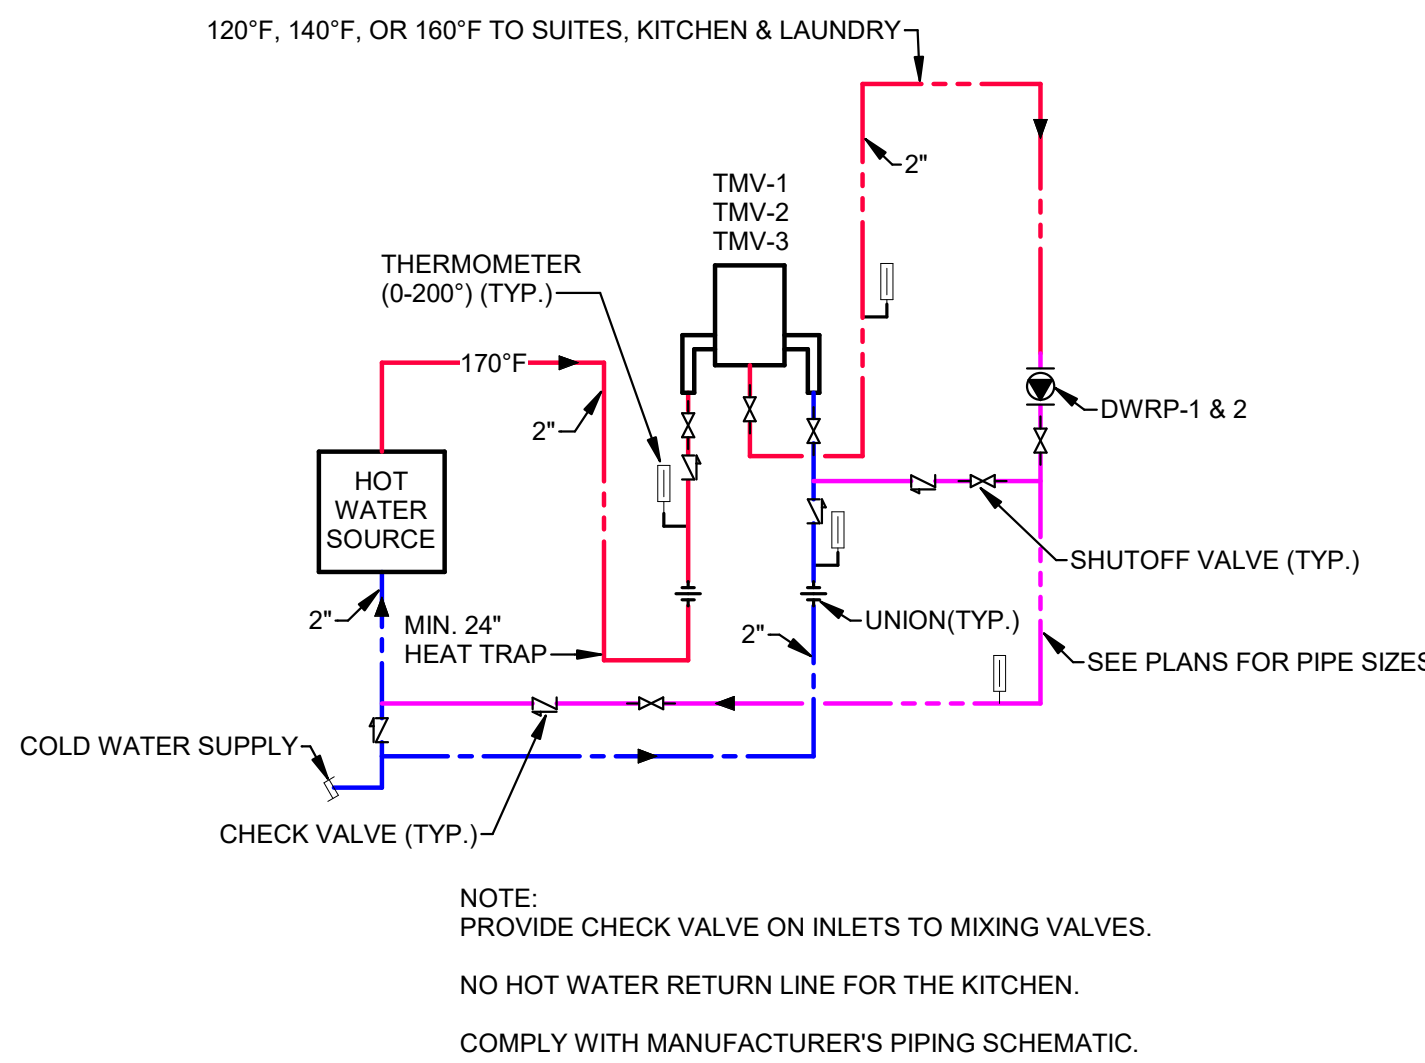 120°F, 140°F, OR 160°F TO SUITES, KITCHEN & LAUNDRY
2"
TMV-1
TMV-2
TMV-3
THERMOMETER
(0-200°) (TYP.)
170°F
2"
DWRP-1 & 2
HOT
WATER
SOURCE
SHUTOFF VALVE (TYP.)
2"
MIN. 24"
HEAT TRAP
2"
UNION(TYP.)
SEE PLANS FOR PIPE SIZES
COLD WATER SUPPLY
CHECK VALVE (TYP.)
NOTE:
PROVIDE CHECK VALVE ON INLETS TO MIXING VALVES.
NO HOT WATER RETURN LINE FOR THE KITCHEN.
COMPLY WITH MANUFACTURER'S PIPING SCHEMATIC.